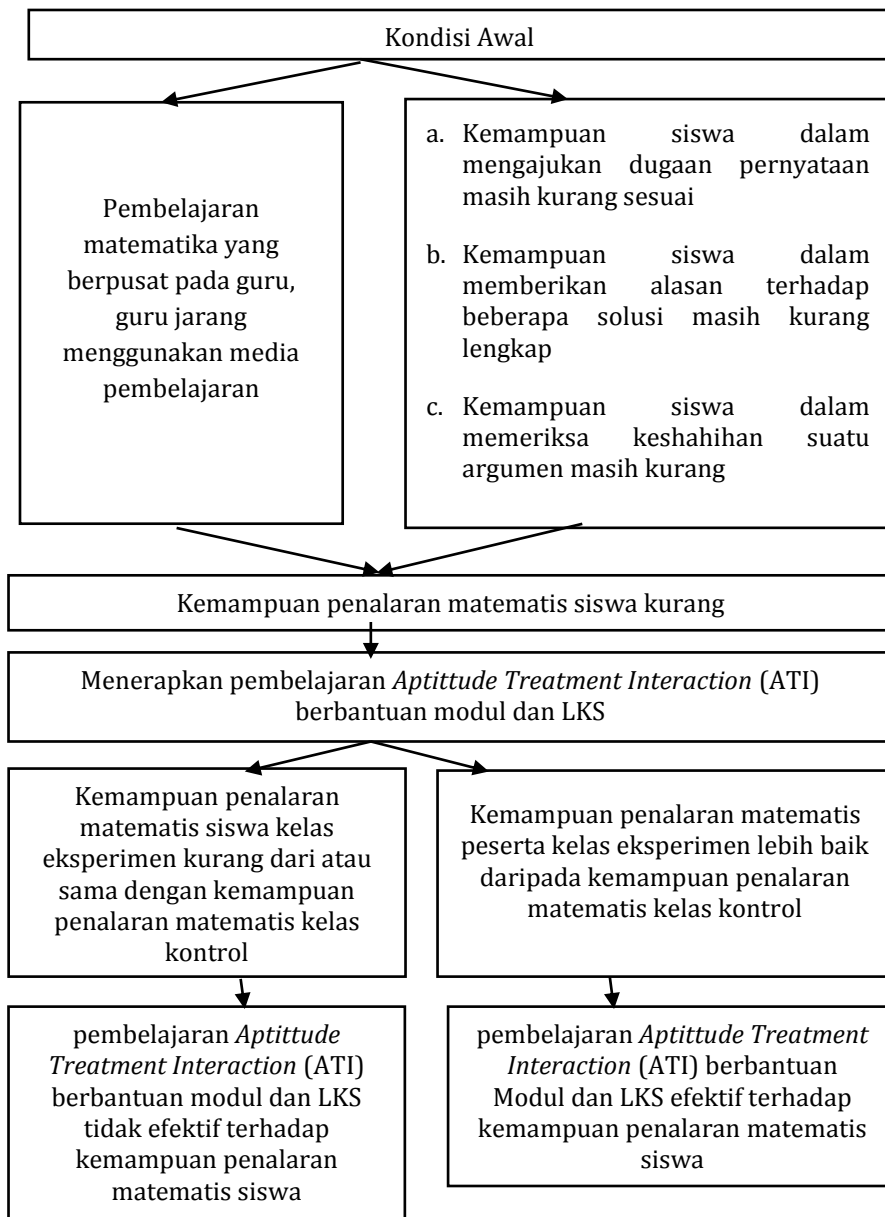 Kondisi Awal
Pembelajaran
matematika yang
berpusat pada guru,
guru jarang
menggunakan media
pembelajaran
a. Kemampuan siswa dalam
mengajukan dugaan pernyataan
masih kurang sesuai
b. Kemampuan siswa dalam
memberikan alasan terhadap
beberapa solusi masih kurang
lengkap
c. Kemampuan siswa dalam
memeriksa keshahihan suatu
argumen masih kurang
Kemampuan penalaran matematis siswa kurang
Menerapkan pembelajaran Aptittude Treatment Interaction (ATI)
berbantuan modul dan LKS
Kemampuan penalaran
matematis siswa kelas
eksperimen kurang dari atau
sama dengan kemampuan
penalaran matematis kelas
kontrol
Kemampuan penalaran matematis
peserta kelas eksperimen lebih baik
daripada kemampuan penalaran
matematis kelas kontrol
pembelajaran Aptittude
Treatment Interaction (ATI)
berbantuan modul dan LKS
tidak efektif terhadap
kemampuan penalaran
matematis siswa
pembelajaran Aptittude Treatment
Interaction (ATI) berbantuan
Modul dan LKS efektif terhadap
kemampuan penalaran matematis
siswa